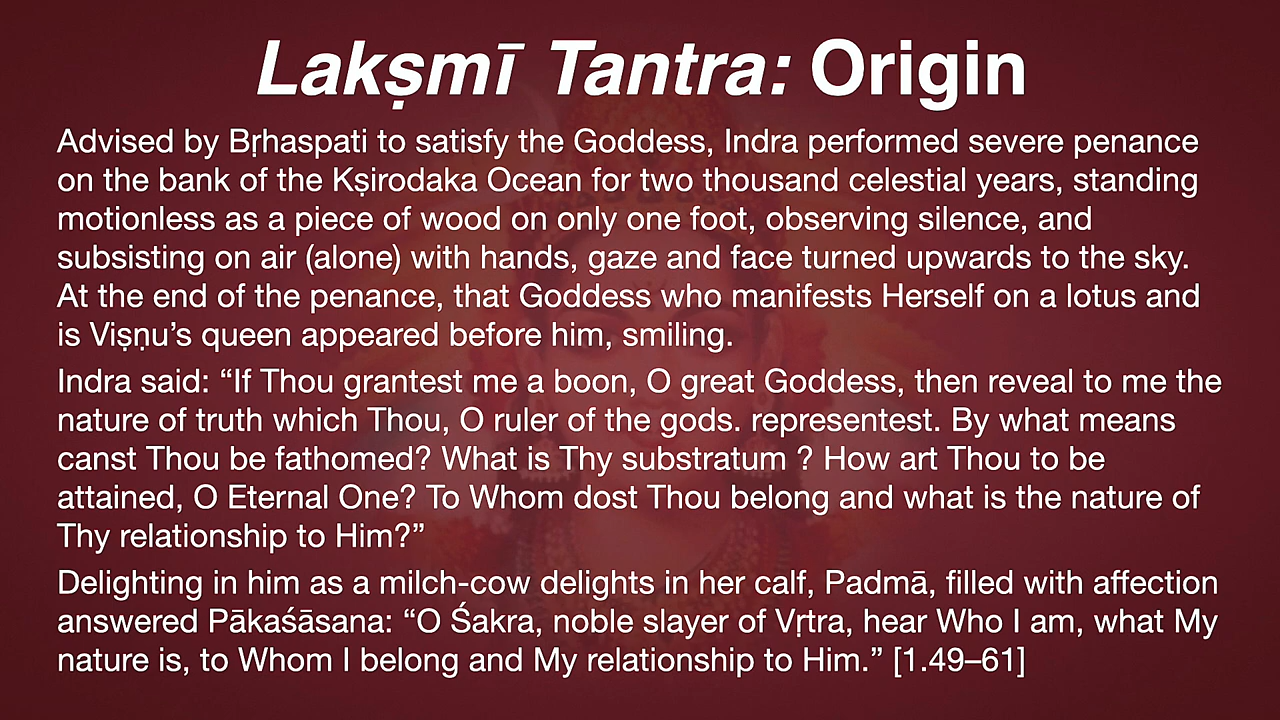 Lakṣmī Tantra: Origin
Advised by Bṛhaspati to satisfy the Goddess, Indra performed severe penance
on the bank of the Kṣirodaka Ocean for two thousand celestial years, standing
motionless as a piece of wood on only one foot, observing silence, and
subsisting on air (alone) with hands, gaze and face turned upwards to the sky.
At the end of the penance, that Goddess who manifests Herself on a lotus and
is Viṣṇu’s queen appeared before him, smiling.
Indra said: “If Thou grantest me a boon, O great Goddess, then reveal to me the
nature of truth which Thou, O ruler of the gods. representest. By what means
canst Thou be fathomed? What is Thy substratum ? How art Thou to be
attained, O Eternal One? To Whom dost Thou belong and what is the nature of
Thy relationship to Him?”
Delighting in him as a milch-cow delights in her calf, Padmā, filled with affection
answered Pākaśāsana: “O Śakra, noble slayer of Vṛtra, hear Who I am, what My
nature is, to Whom I belong and My relationship to Him.” [1.49–61]